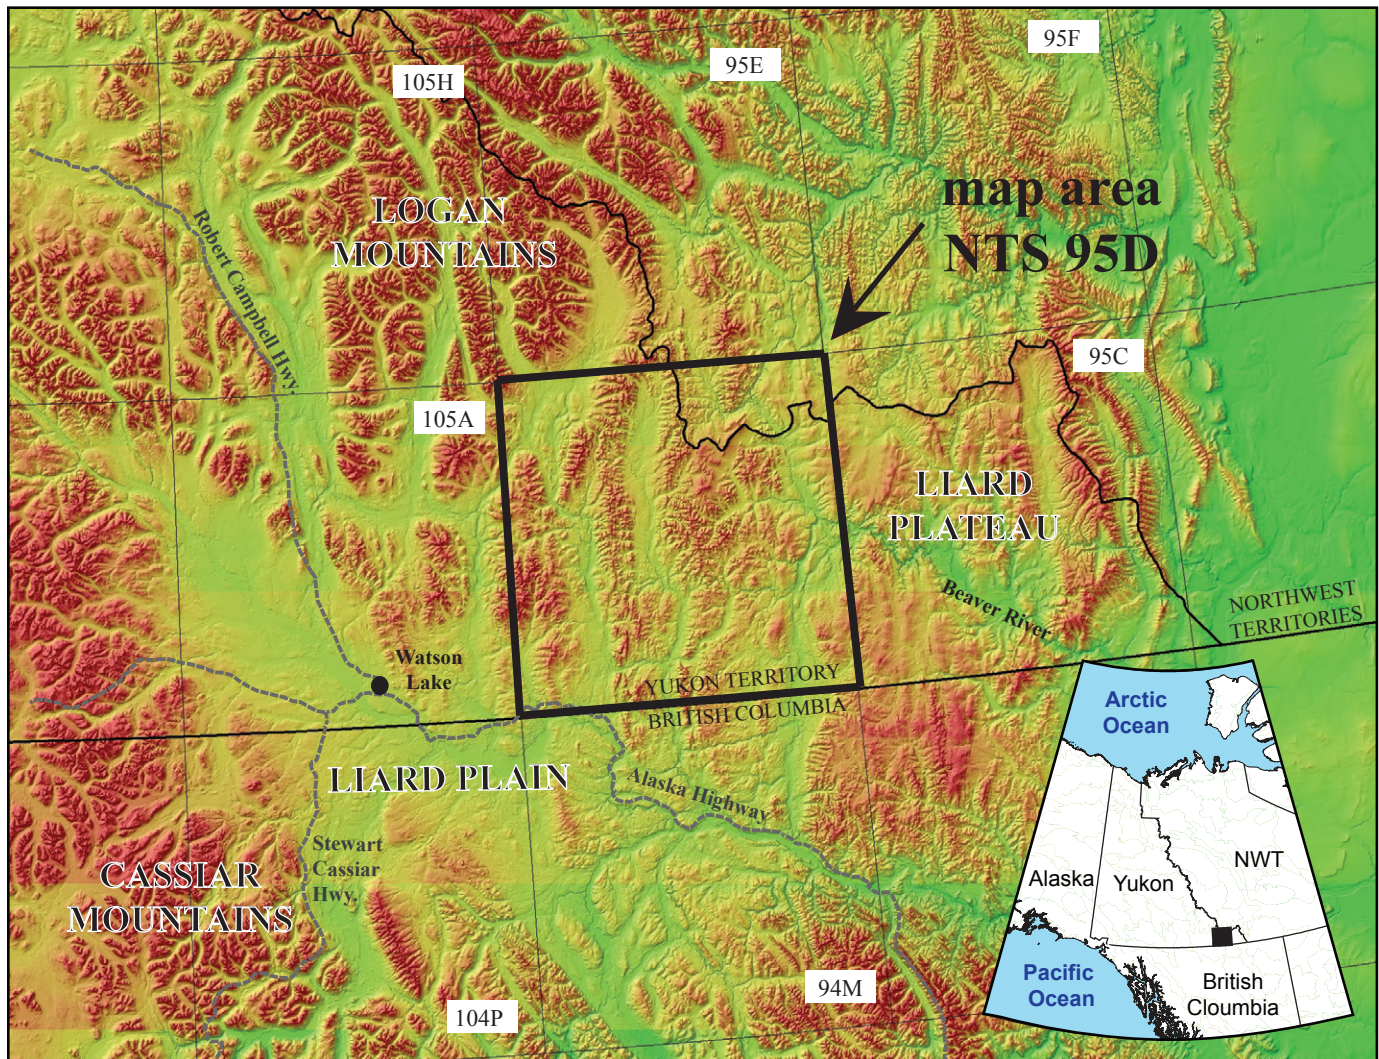 95F
95E
105H
map area
NTS 95D
LOGAN
MOUNTAINS
Robert Campbell Hwy.
95C
105A
LIARD
PLATEAU
Beaver River
NORTHWEST
TERRITORIES
Watson
Lake
YUKON TERRITORY
BRITISH COLUMBIA
LIARD PLAIN
Alaska Highway
Stewart
Cassiar
Hwy.
CASSIAR
MOUNTAINS
94M
104P
Arctic
Ocean
NWT
Alaska
Yukon
Pacific
Ocean
British
Cloumbia